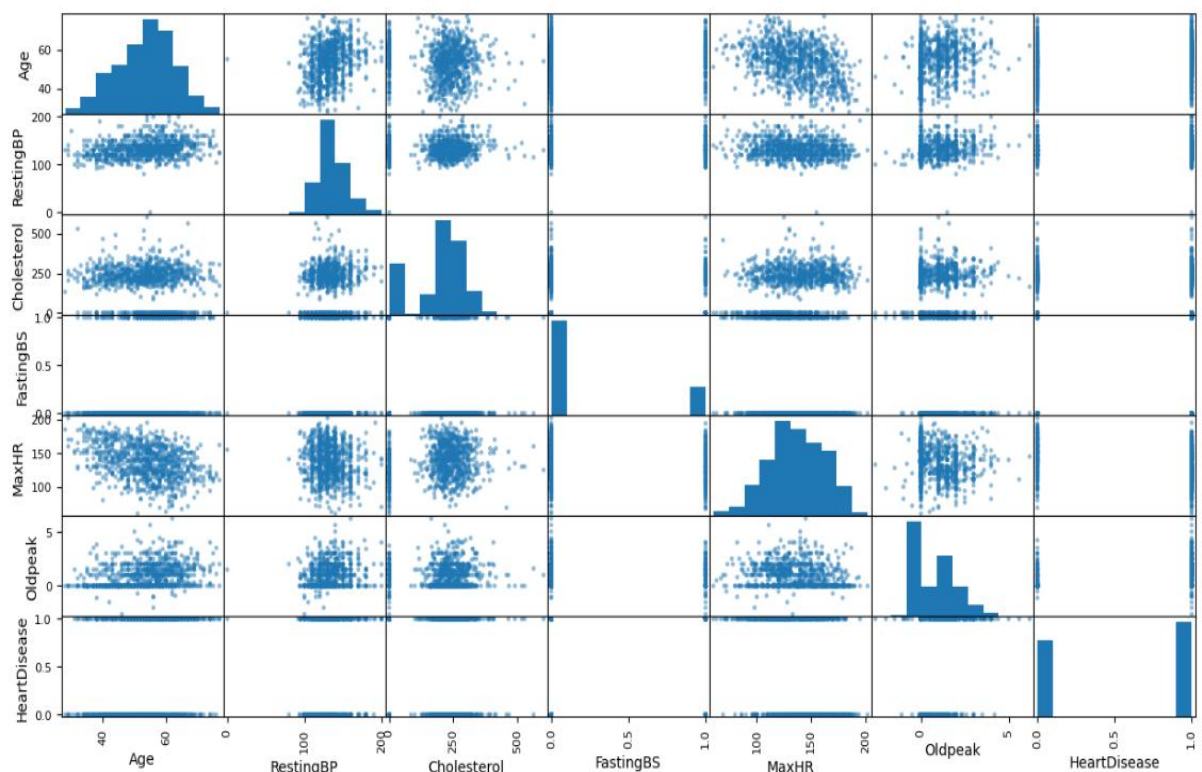 Age
60
40
RestingBP
200
100
0
Cholesterol
500
250
0
FastingBS
1.0
0.5
0.0
MaxHR
200
150
100
Oldpeak
5
0
HeartDisease
1.0
0.5
0.0
40 60 0 100 200 250 500 0.0 0.5 1.0 100 150 200 0 5 0.0 0.5 1.0
Age RestingBP Cholesterol FastingBS MaxHR Oldpeak HeartDisease